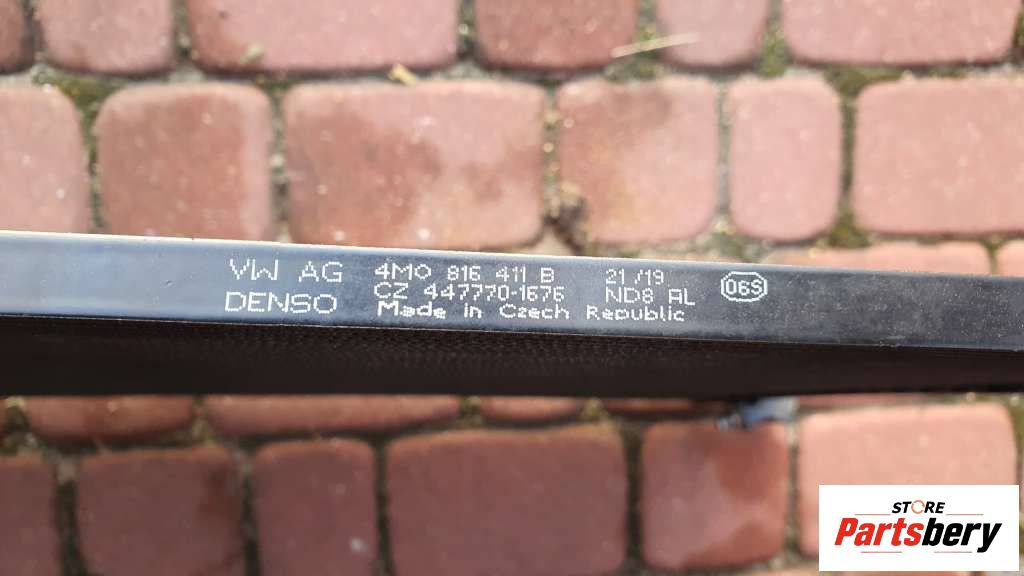 VW AG 4M0 816 411 B 21/19 06S
DENSO CZ 447770-1676 ND8 AL
Made in Czech Republic
STORE
Partsbery